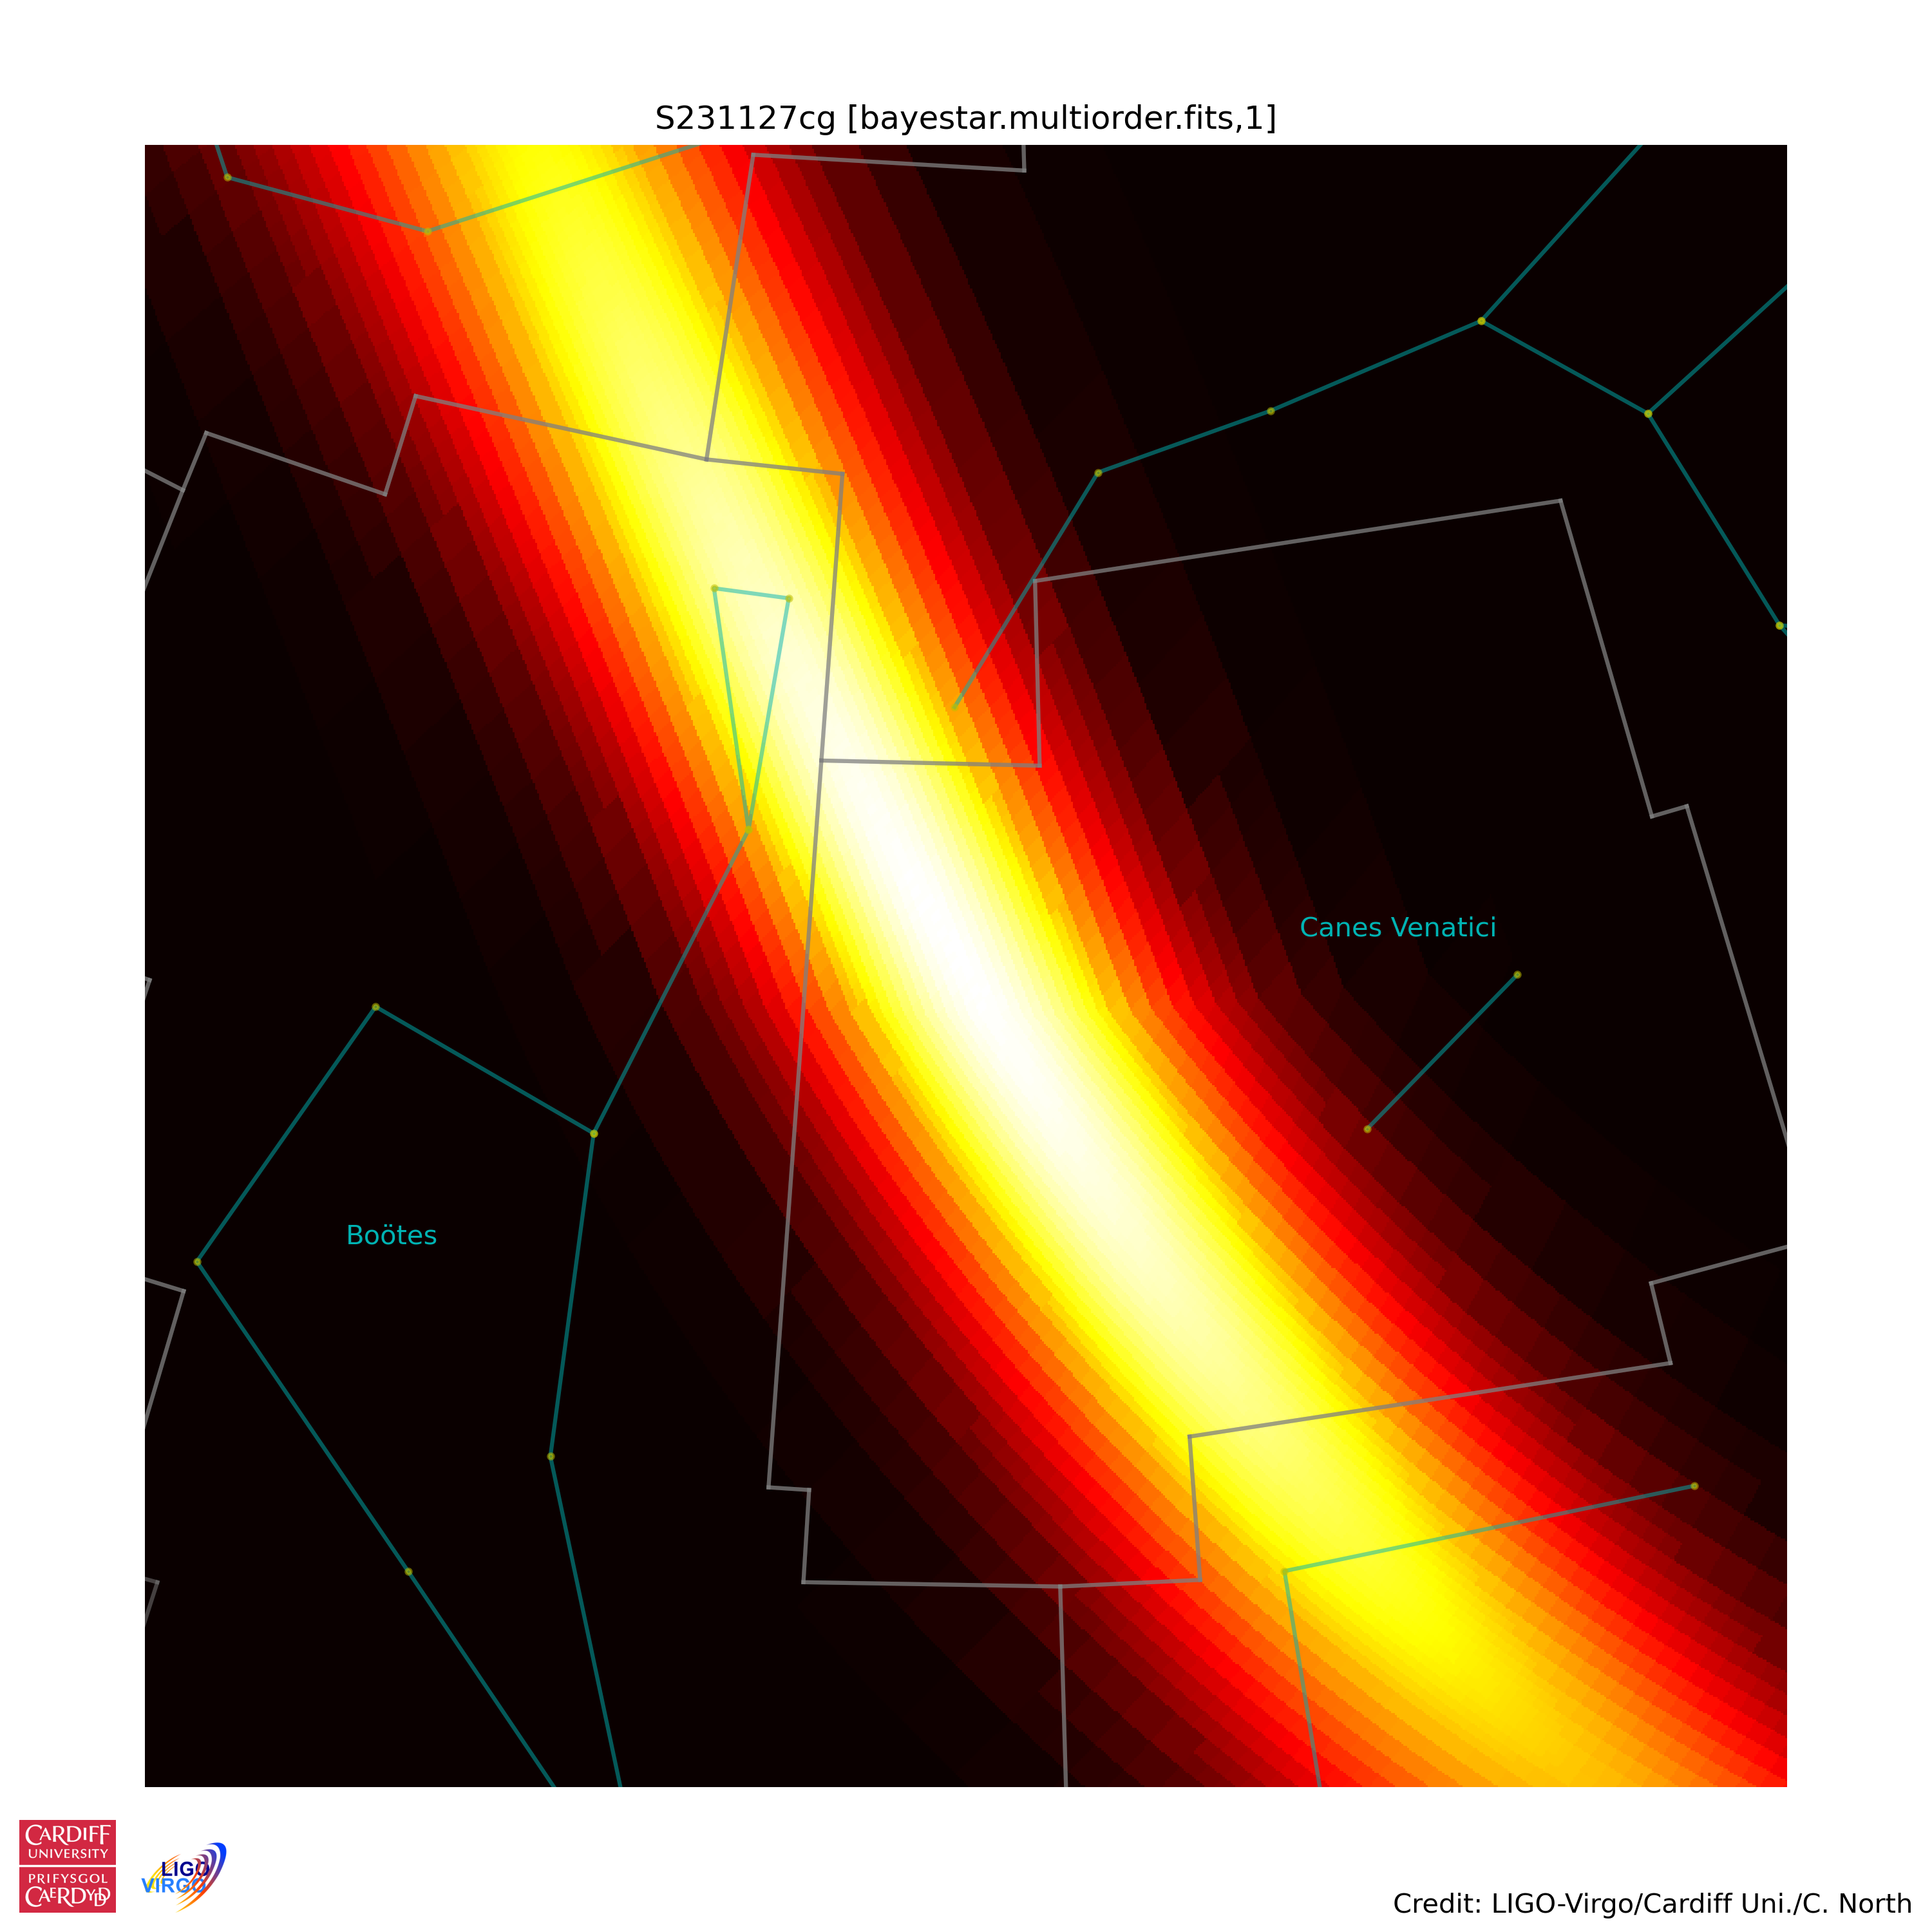 S231127cg [bayestar.multiorder.fits,1]
Canes Venatici
Boötes
CARDIFF
UNIVERSITY
PRIFYSGOL
CAERDYDD
LIGO
VIRGO
Credit: LIGO-Virgo/Cardiff Uni./C. North